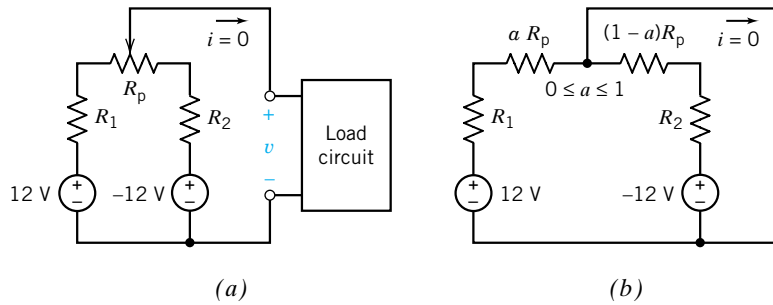 i = 0
R_p
R_1
R_2
+
v
−
Load
circuit
12 V
+
−
−12 V
+
−
(a)
i = 0
a R_p
(1 – a)R_p
0 ≤ a ≤ 1
R_1
R_2
+
−
12 V
−12 V
+
−
(b)